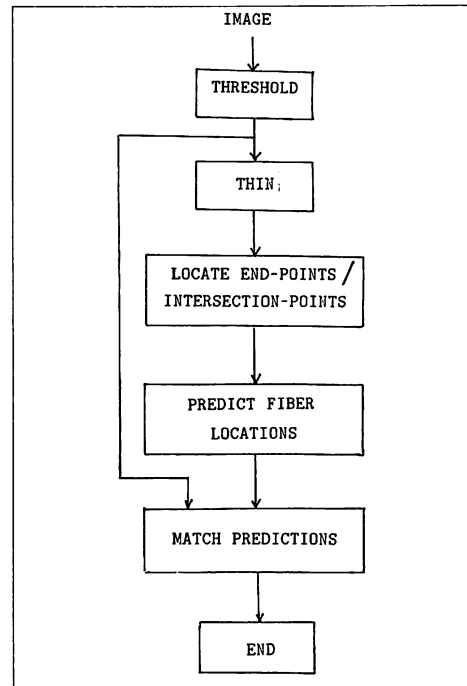 IMAGE
THRESHOLD
THIN
LOCATE END-POINTS/
INTERSECTION-POINTS
PREDICT FIBER
LOCATIONS
MATCH PREDICTIONS
END